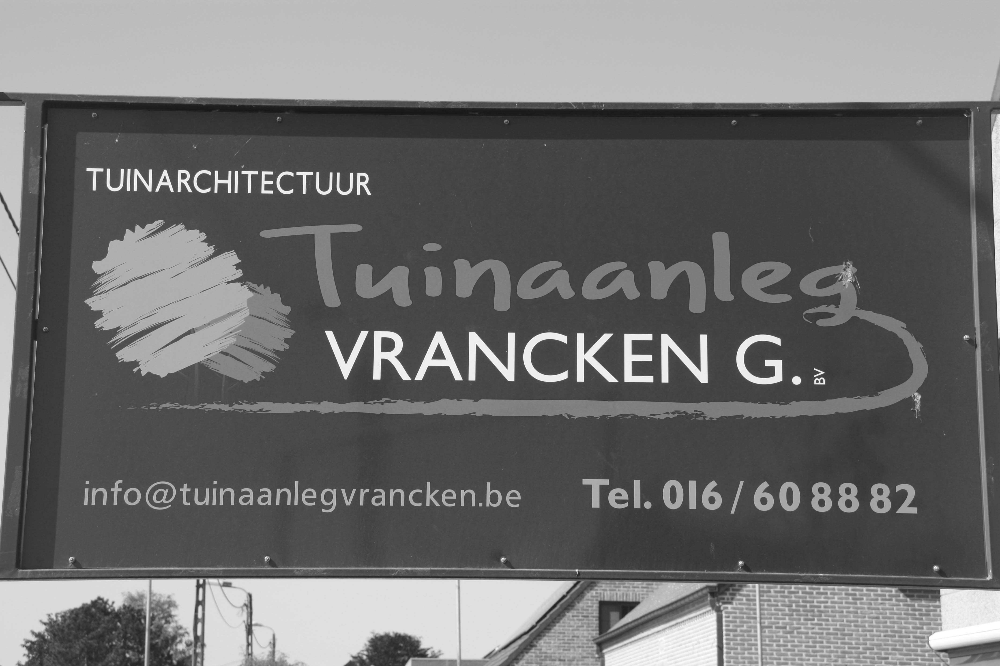 TUINARCHITECTUUR
Tuinaanleg
VRANCKEN G. BV
info@tuinaanlegvrancken.be
Tel. 016/60 88 82